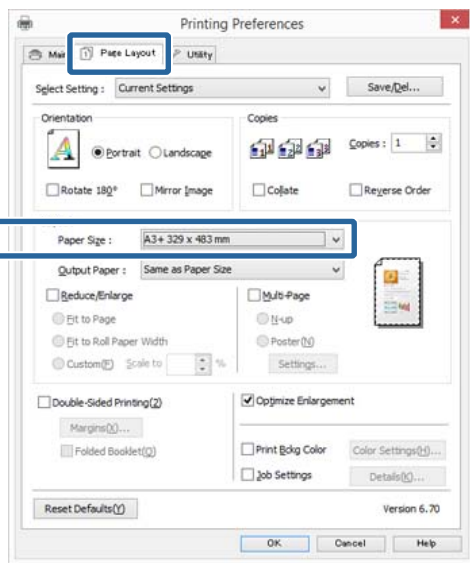 Printing Preferences
Main Page Layout Utility
Select Setting : Current Settings Save/Del...
Orientation Copies
Portrait Landscape Copies : 1
Rotate 180° Mirror Image Collate Reverse Order
Paper Size : A3+ 329 x 483 mm
Output Paper : Same as Paper Size
Reduce/Enlarge Multi-Page
Fit to Page N-up
Fit to Roll Paper Width Poster(N)
Custom(F) Scale to % Settings...
Double-Sided Printing(2) Optimize Enlargement
Margins(X)...
Folded Booklet(Q) Print Bckg Color Color Settings(H)...
Job Settings Details(K)...
Reset Defaults(Y) Version 6.70
OK Cancel Help